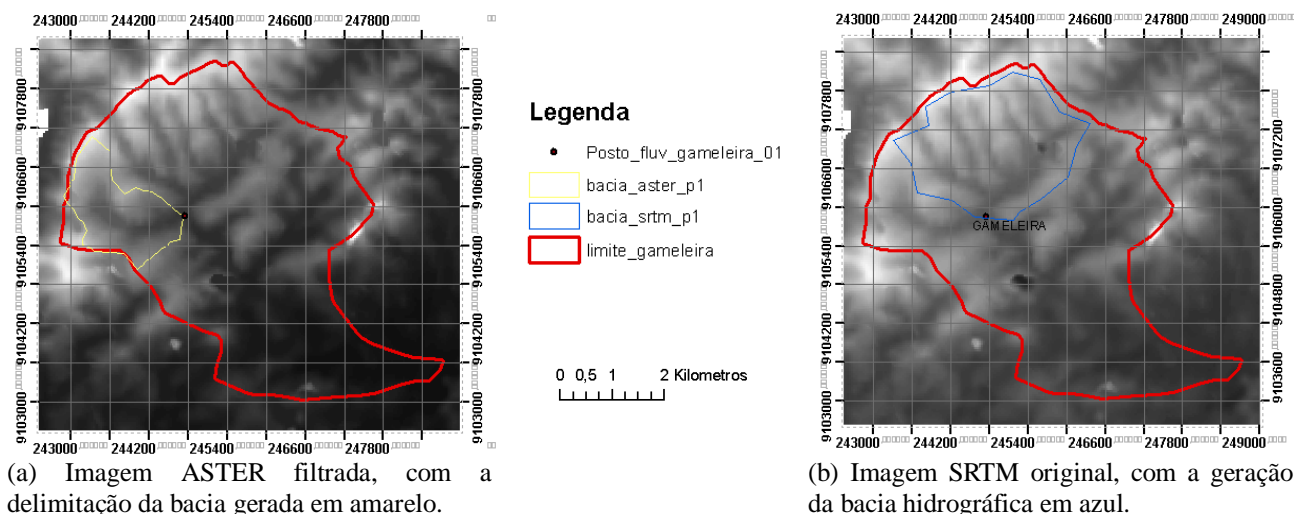 243000 244200 245400 246600 247800
243000 244200 245400 246600 247800 249000
9107800
9106600
9105400
9104200
9103000
9107800
9106600
9105400
9104200
9103000
Legenda
Posto_fluv_gameleira_01
bacia_aster_p1
bacia_srtm_p1
limite_gameleira
0 0,5 1 2 Kilometros
9107800
9106600
9105400
9104200
9103000
GAMELEIRA
9107200
9106000
9104800
9103600
243000 244200 245400 246600 247800
243000 244200 245400 246600 247800 249000
(a) Imagem ASTER filtrada, com a
delimitação da bacia gerada em amarelo.
(b) Imagem SRTM original, com a geração
da bacia hidrográfica em azul.